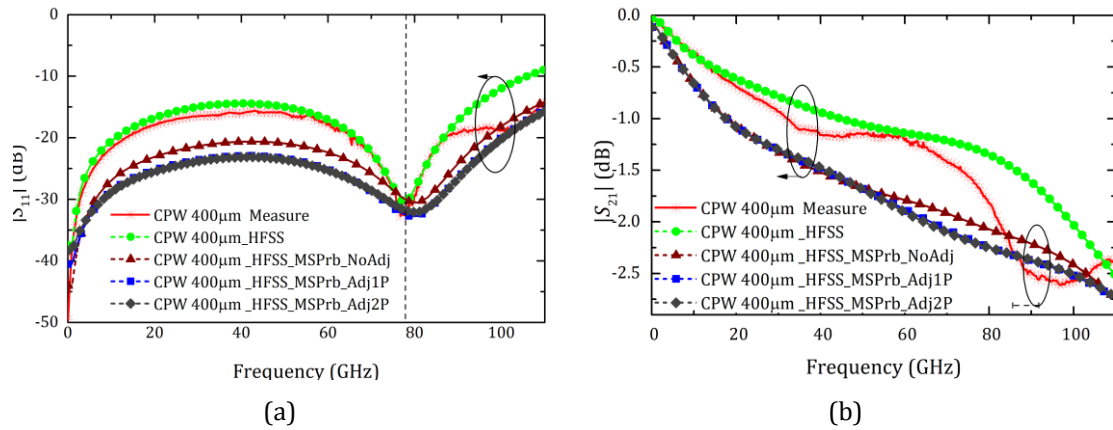 0
-10
-20
-30
-40
-50
|S11| (dB)
CPW 400μm Measure
CPW 400μm_HFSS
CPW 400μm _HFSS_MSPrb_NoAdj
CPW 400μm _HFSS_MSPrb_Adj1P
CPW 400μm _HFSS_MSPrb_Adj2P
0 20 40 60 80 100
Frequency (GHz)
(a)
0.0
-0.5
-1.0
-1.5
-2.0
-2.5
|S21| (dB)
CPW 400μm Measure
CPW 400μm _HFSS
CPW 400μm _HFSS_MSPrb_NoAdj
CPW 400μm _HFSS_MSPrb_Adj1P
CPW 400μm _HFSS_MSPrb_Adj2P
0 20 40 60 80 100
Frequency (GHz)
(b)